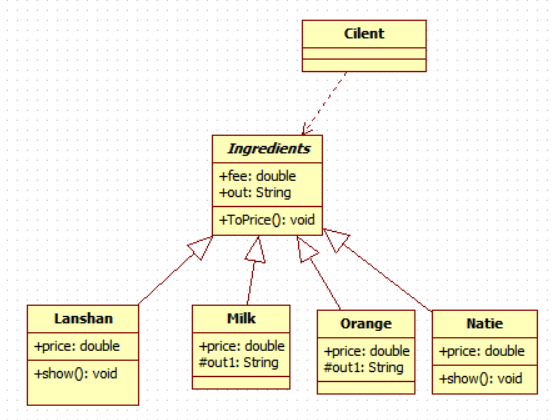 Cilent
Ingredients
+fee: double
+out: String
+ToPrice(): void
Lanshan
+price: double
+show(): void
Milk
+price: double
#out1: String
Orange
+price: double
#out1: String
Natie
+price: double
+show(): void